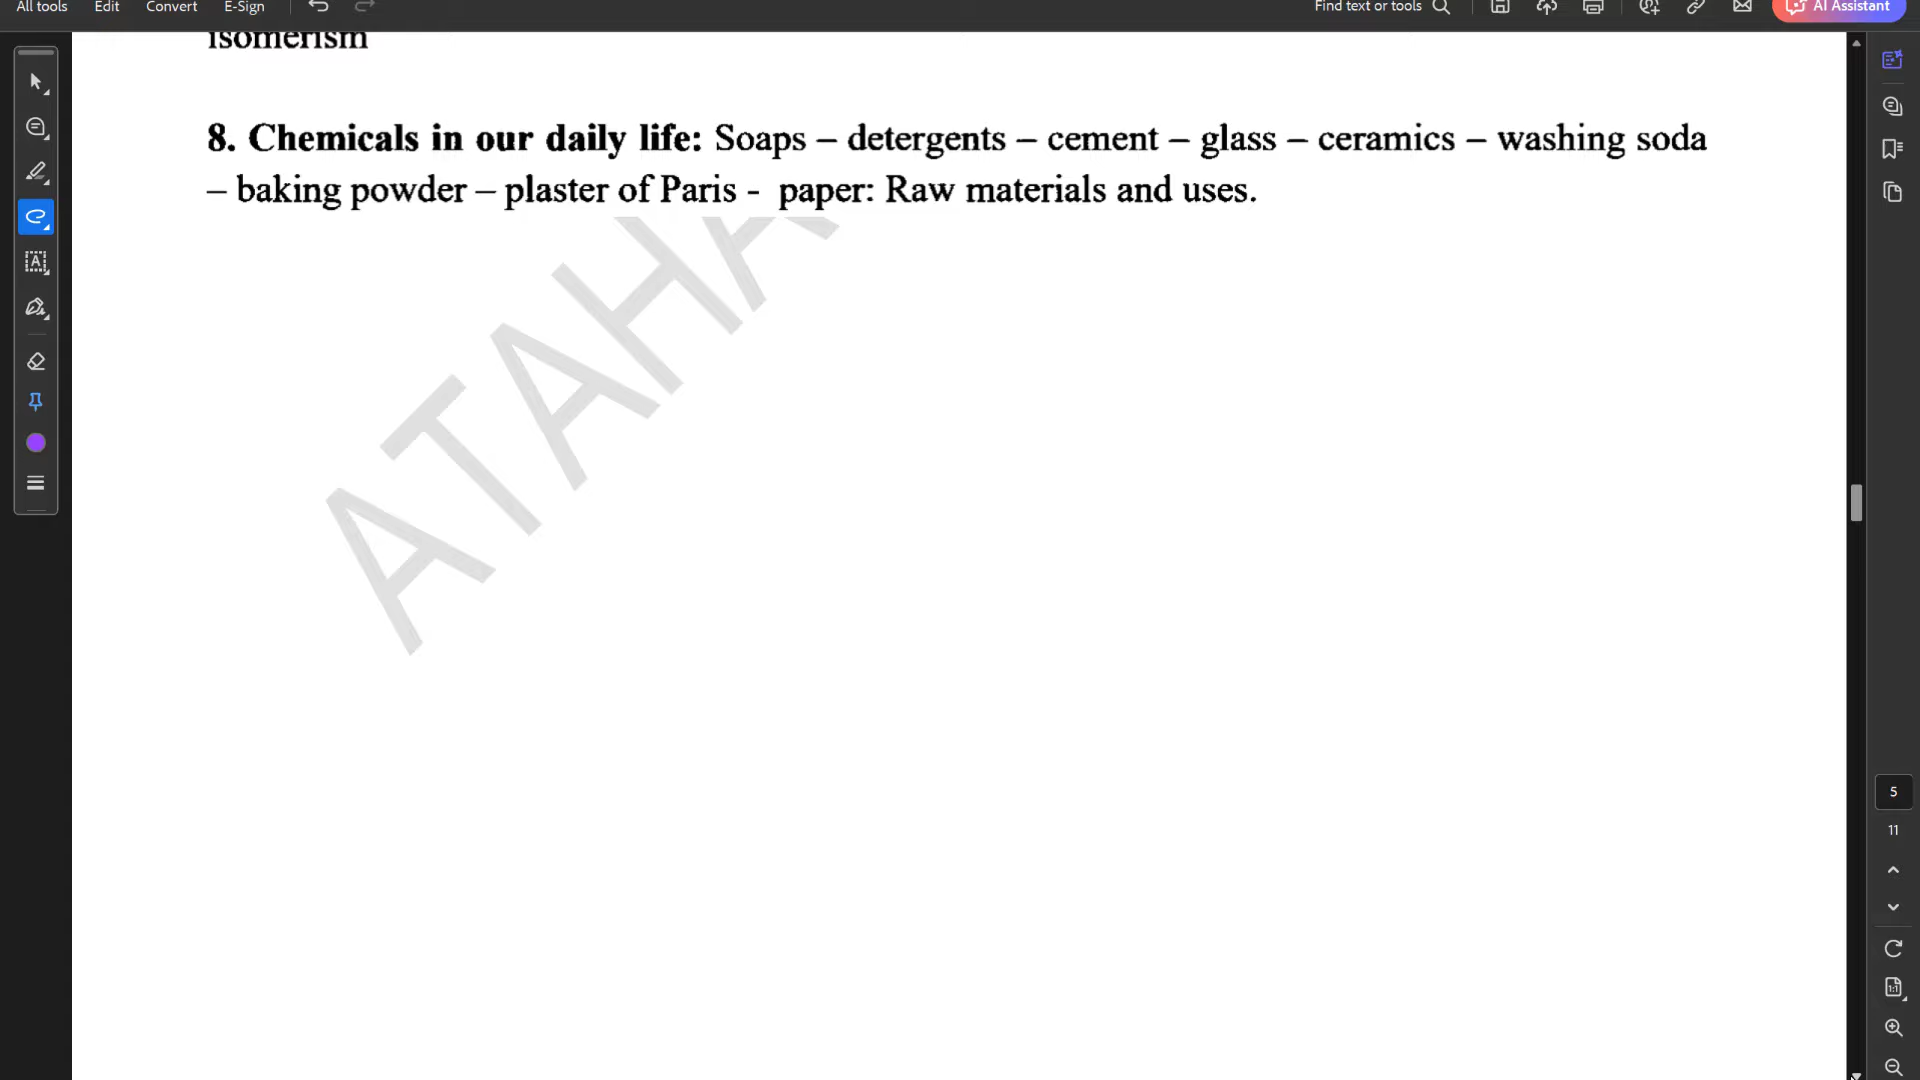 All tools Edit Convert E-Sign Find text or tools AI Assistant
isomerism
8. Chemicals in our daily life: Soaps – detergents – cement – glass – ceramics – washing soda
– baking powder – plaster of Paris - paper: Raw materials and uses.
ATAHA
5
11